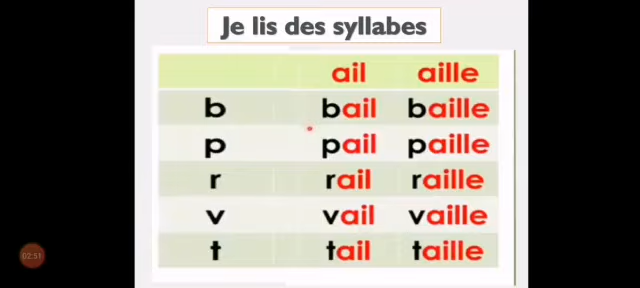 Je lis des syllabes
ail aille
b bail baille
p pail paille
r rail raille
v vail vaille
t tail taille
02:51